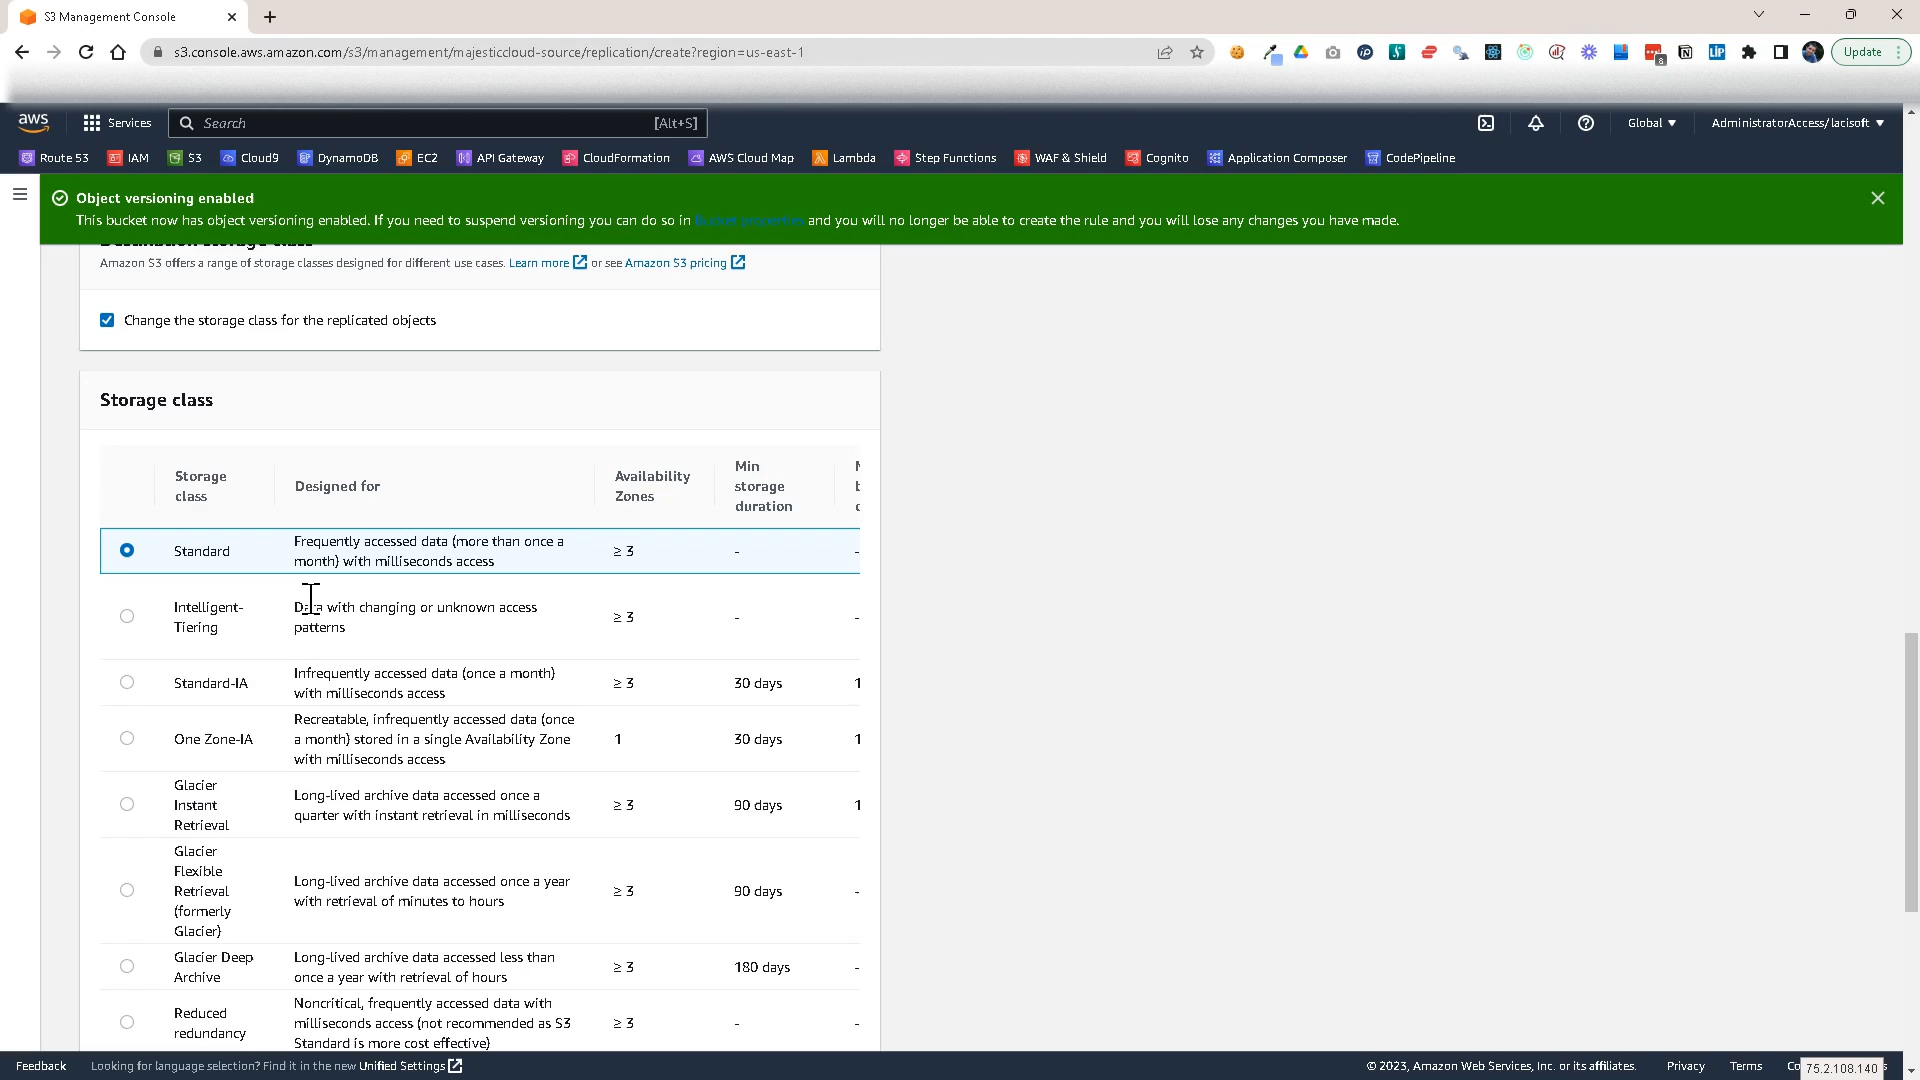 S3 Management Console
s3.console.aws.amazon.com/s3/management/majesticcloud-source/replication/create?region=us-east-1
8
Update
aws
Services
Search
[Alt+S]
Global
AdministratorAccess/lacisoft
Route 53
IAM
S3
Cloud9
DynamoDB
EC2
API Gateway
CloudFormation
AWS Cloud Map
Lambda
Step Functions
WAF & Shield
Cognito
Application Composer
CodePipeline
Object versioning enabled
This bucket now has object versioning enabled. If you need to suspend versioning you can do so in Bucket properties and you will no longer be able to create the rule and you will lose any changes you have made.
Destination storage class
Amazon S3 offers a range of storage classes designed for different use cases. Learn more or see Amazon S3 pricing
Change the storage class for the replicated objects
Storage class
Storage class
Designed for
Availability Zones
Min storage duration
Standard
Frequently accessed data (more than once a
month) with milliseconds access
≥ 3
-
-
Intelligent-
Tiering
Data with changing or unknown access
patterns
≥ 3
-
-
Standard-IA
Infrequently accessed data (once a month)
with milliseconds access
≥ 3
30 days
1
One Zone-IA
Recreatable, infrequently accessed data (once
a month) stored in a single Availability Zone
with milliseconds access
1
30 days
1
Glacier
Instant
Retrieval
Long-lived archive data accessed once a
quarter with instant retrieval in milliseconds
≥ 3
90 days
1
Glacier
Flexible
Retrieval
(formerly
Glacier)
Long-lived archive data accessed once a year
with retrieval of minutes to hours
≥ 3
90 days
-
Glacier Deep
Archive
Long-lived archive data accessed less than
once a year with retrieval of hours
≥ 3
180 days
-
Reduced
redundancy
Noncritical, frequently accessed data with
milliseconds access (not recommended as S3
Standard is more cost effective)
≥ 3
-
-
Feedback
Looking for language selection? Find it in the new Unified Settings
© 2023, Amazon Web Services, Inc. or its affiliates.
Privacy
Terms
75.2.108.140